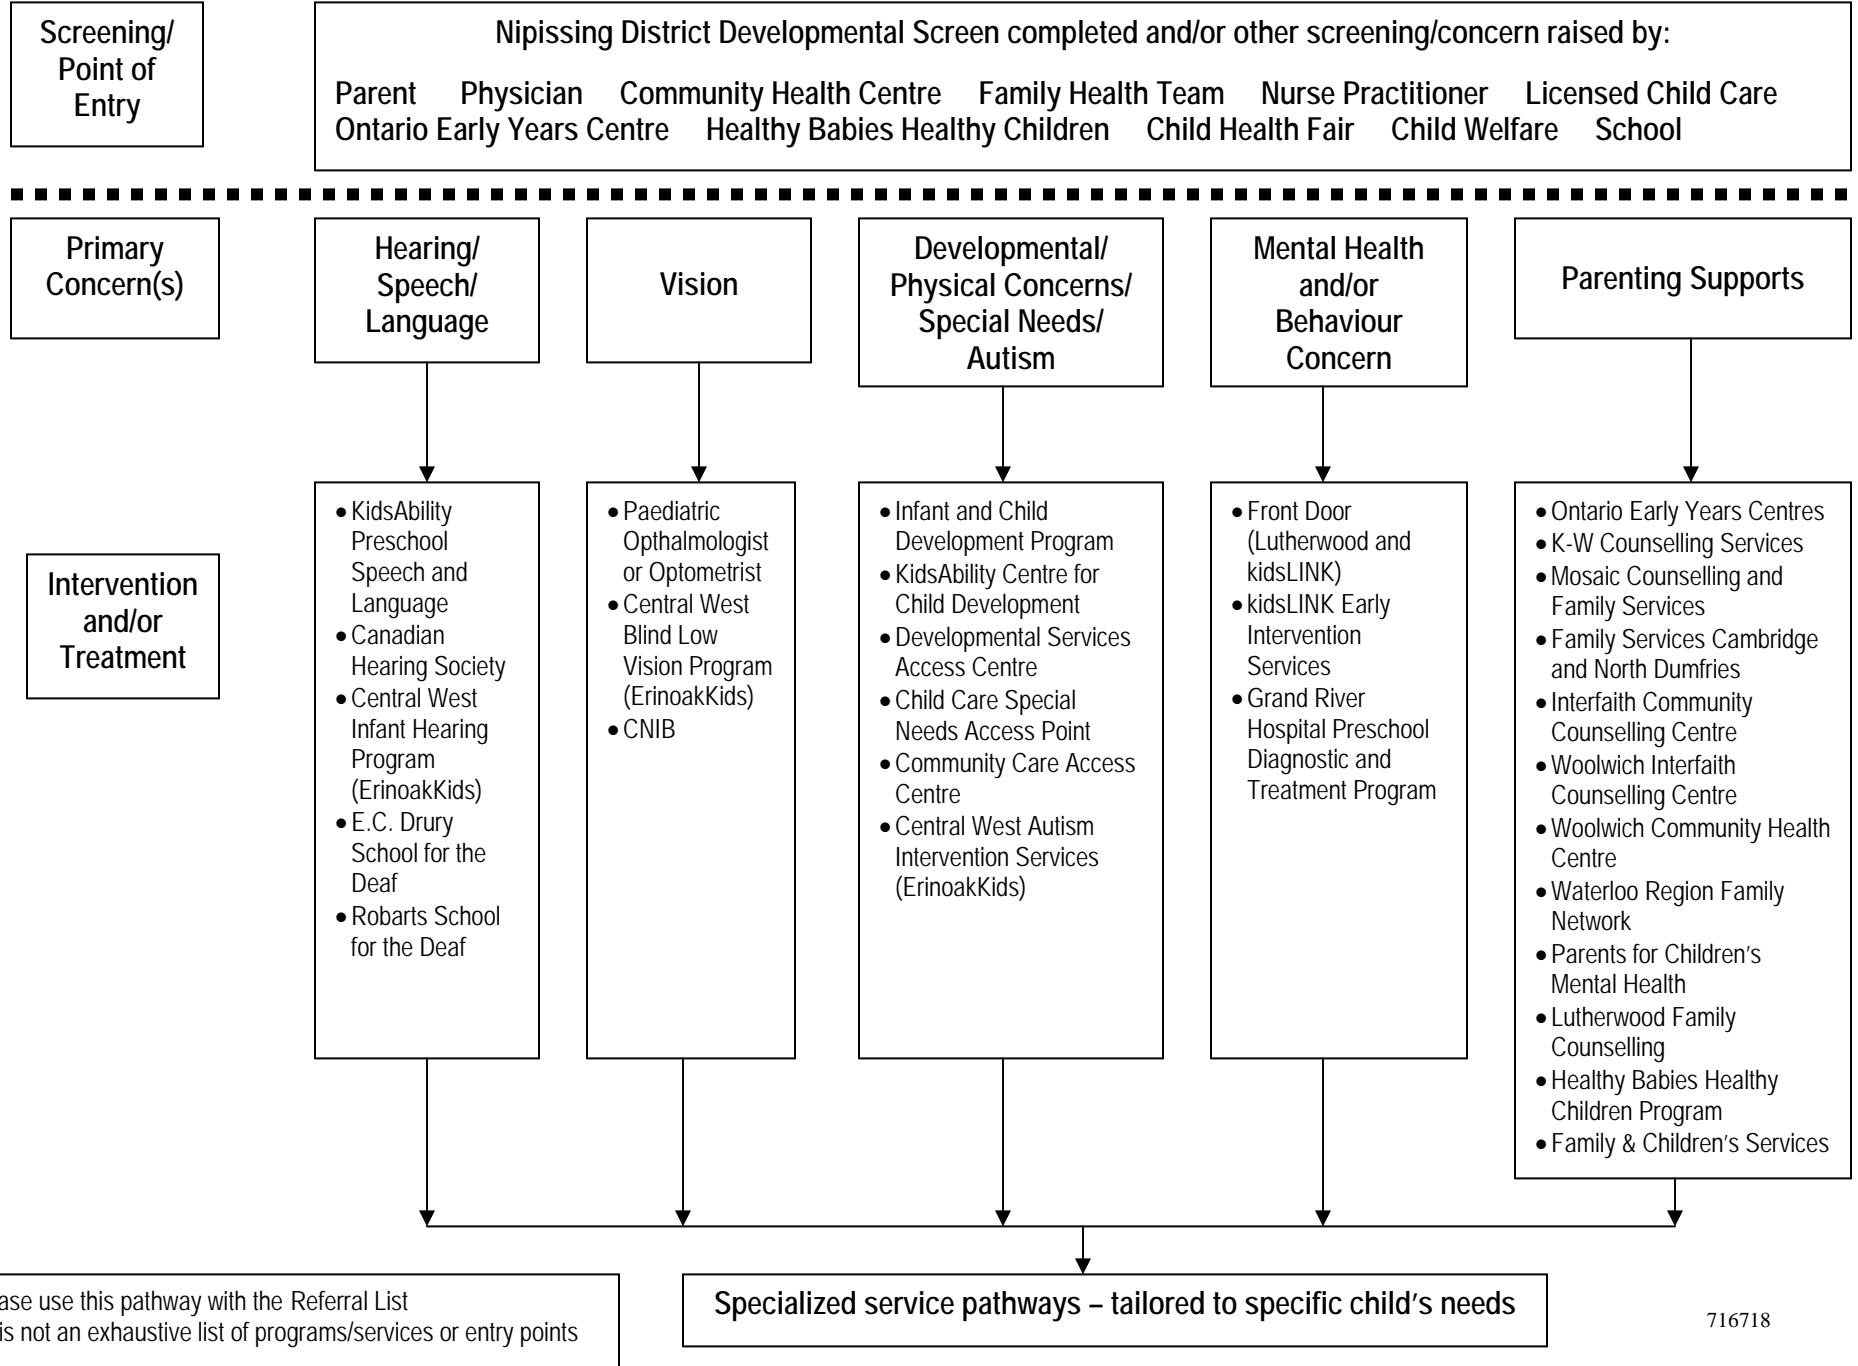 Screening/
Point of
Entry
Nipissing District Developmental Screen completed and/or other screening/concern raised by:
Parent Physician Community Health Centre Family Health Team Nurse Practitioner Licensed Child Care
Ontario Early Years Centre Healthy Babies Healthy Children Child Health Fair Child Welfare School
Primary
Concern(s)
Hearing/
Speech/
Language
Vision
Developmental/
Physical Concerns/
Special Needs/
Autism
Mental Health
and/or
Behaviour
Concern
Parenting Supports
Intervention
and/or
Treatment
• KidsAbility
Preschool
Speech and
Language
• Canadian
Hearing Society
• Central West
Infant Hearing
Program
(ErinoakKids)
• E.C. Drury
School for the
Deaf
• Robarts School
for the Deaf
• Paediatric
Opthalmologist
or Optometrist
• Central West
Blind Low
Vision Program
(ErinoakKids)
• CNIB
• Infant and Child
Development Program
• KidsAbility Centre for
Child Development
• Developmental Services
Access Centre
• Child Care Special
Needs Access Point
• Community Care Access
Centre
• Central West Autism
Intervention Services
(ErinoakKids)
• Front Door
(Lutherwood and
kidsLINK)
• kidsLINK Early
Intervention
Services
• Grand River
Hospital Preschool
Diagnostic and
Treatment Program
• Ontario Early Years Centres
• K-W Counselling Services
• Mosaic Counselling and
Family Services
• Family Services Cambridge
and North Dumfries
• Interfaith Community
Counselling Centre
• Woolwich Interfaith
Counselling Centre
• Woolwich Community Health
Centre
• Waterloo Region Family
Network
• Parents for Children's
Mental Health
• Lutherwood Family
Counselling
• Healthy Babies Healthy
Children Program
• Family & Children's Services
ase use this pathway with the Referral List
is not an exhaustive list of programs/services or entry points
Specialized service pathways – tailored to specific child's needs
716718